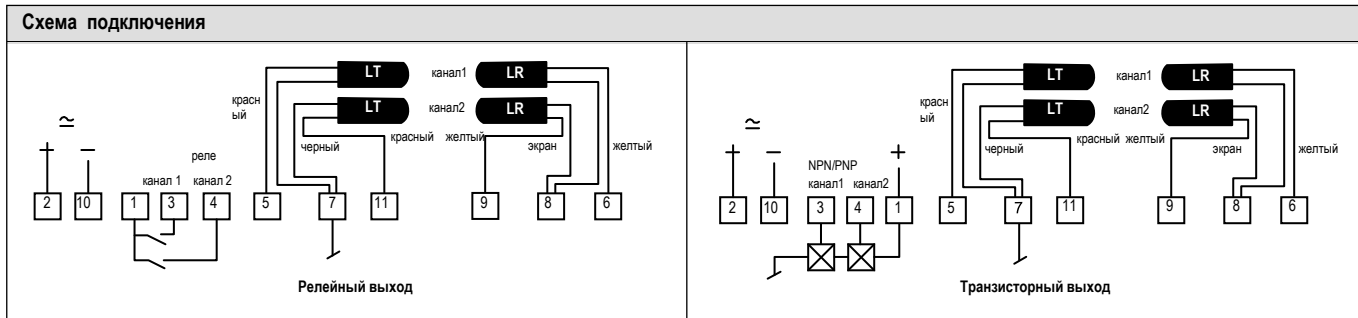 Схема подключения
LT
канал1
LR
LT
канал2
LR
красн
ый
красный
желтый
черный
экран
желтый
≃
+
−
реле
канал 1
канал 2
2
10
1
3
4
5
7
11
9
8
6
Релейный выход
LT
канал1
LR
LT
канал2
LR
красн
ый
красный
желтый
черный
экран
желтый
≃
+
−
NPN/PNP
+
канал1
канал2
2
10
3
4
1
5
7
11
9
8
6
Транзисторный выход